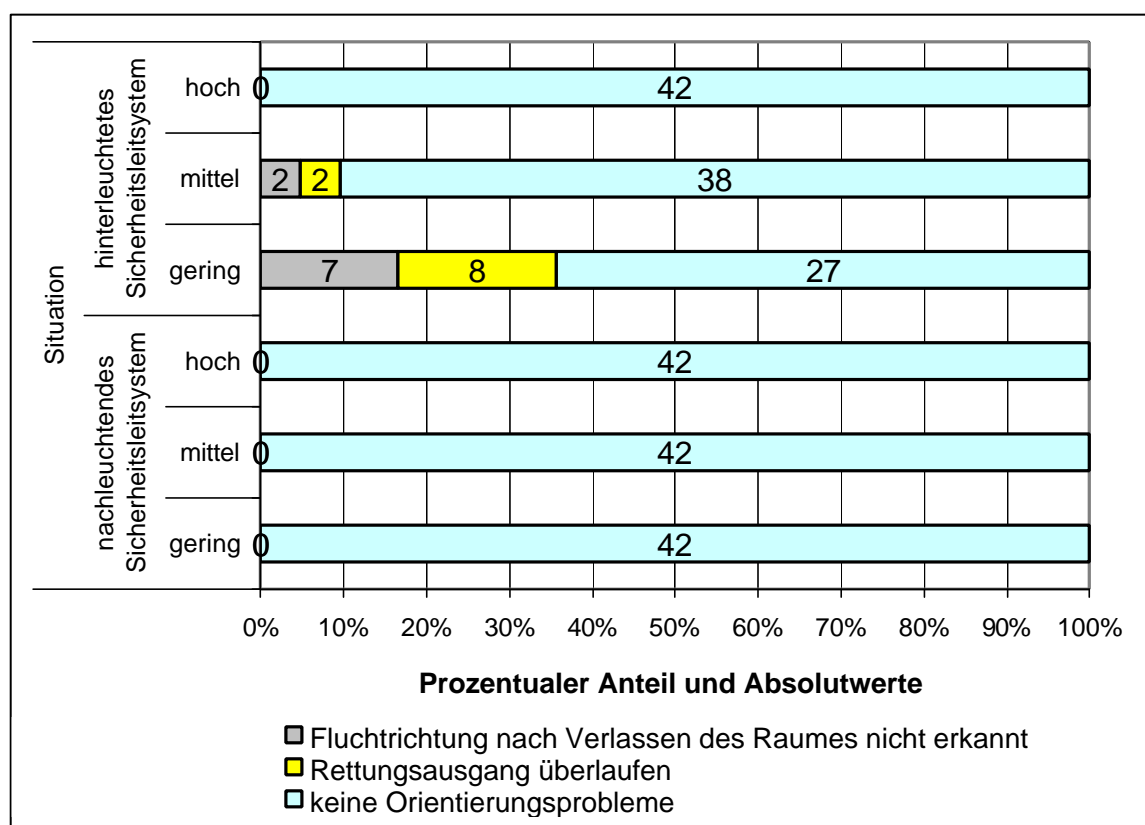 Situation
hinterleuchtetes
Sicherheitsleitsystem
hoch
0
42
mittel
2
2
38
gering
7
8
27
nachleuchtendes
Sicherheitsleitsystem
hoch
0
42
mittel
0
42
gering
0
42
0% 10% 20% 30% 40% 50% 60% 70% 80% 90% 100%
Prozentualer Anteil und Absolutwerte
Fluchtrichtung nach Verlassen des Raumes nicht erkannt
Rettungsausgang überlaufen
keine Orientierungsprobleme